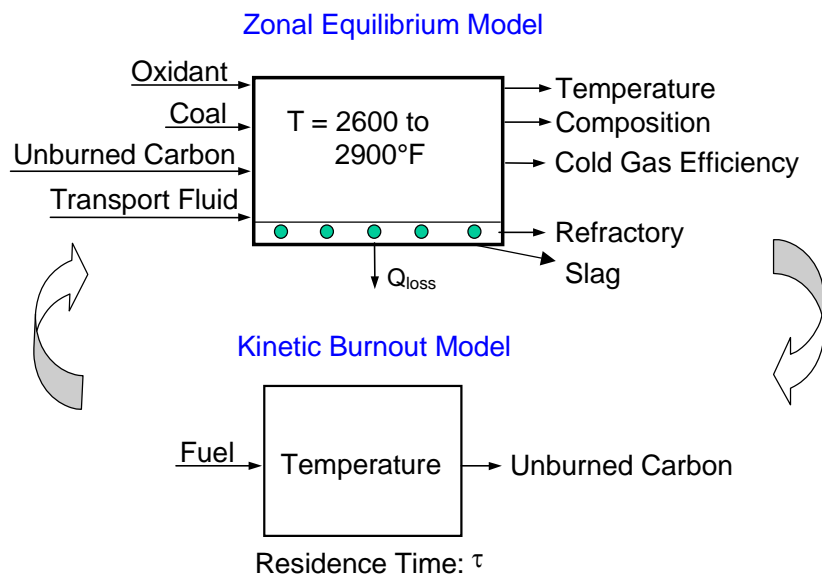 Zonal Equilibrium Model
Oxidant
Coal
Unburned Carbon
Transport Fluid
T = 2600 to
2900°F
Temperature
Composition
Cold Gas Efficiency
Refractory
Slag
Qloss
Kinetic Burnout Model
Fuel
Temperature
Unburned Carbon
Residence Time: τ